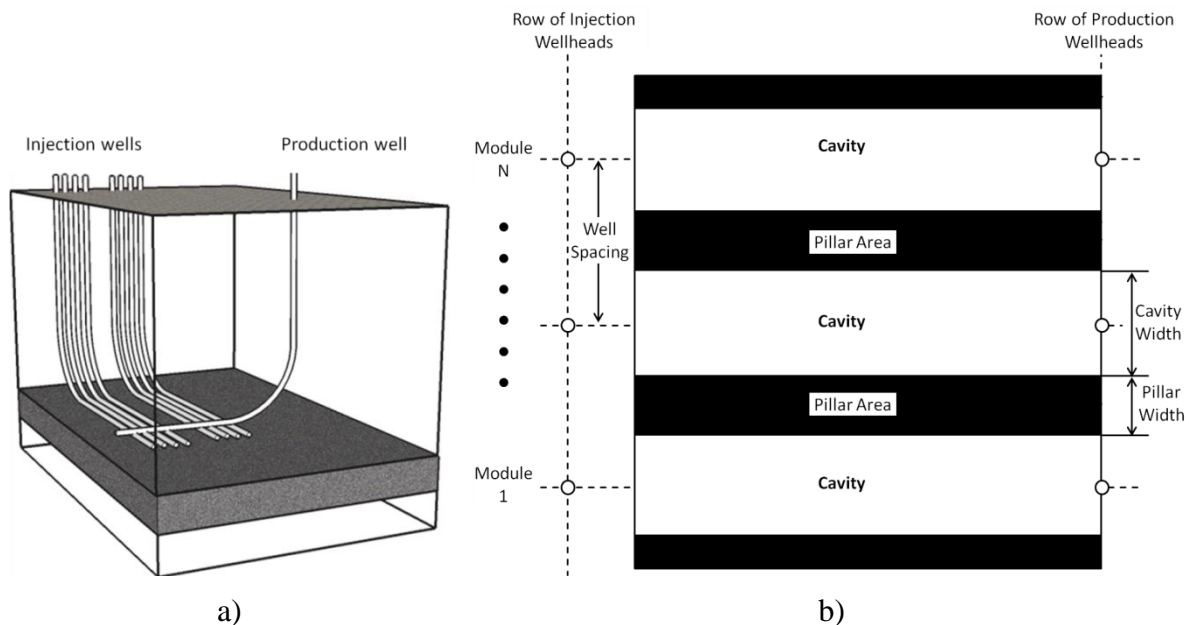 Injection wells
Production well
a)
Row of Injection
Wellheads
Row of Production
Wellheads
Module
N
Cavity
Well
Spacing
Pillar Area
Cavity
Cavity
Width
Pillar Area
Pillar
Width
Module
1
Cavity
b)